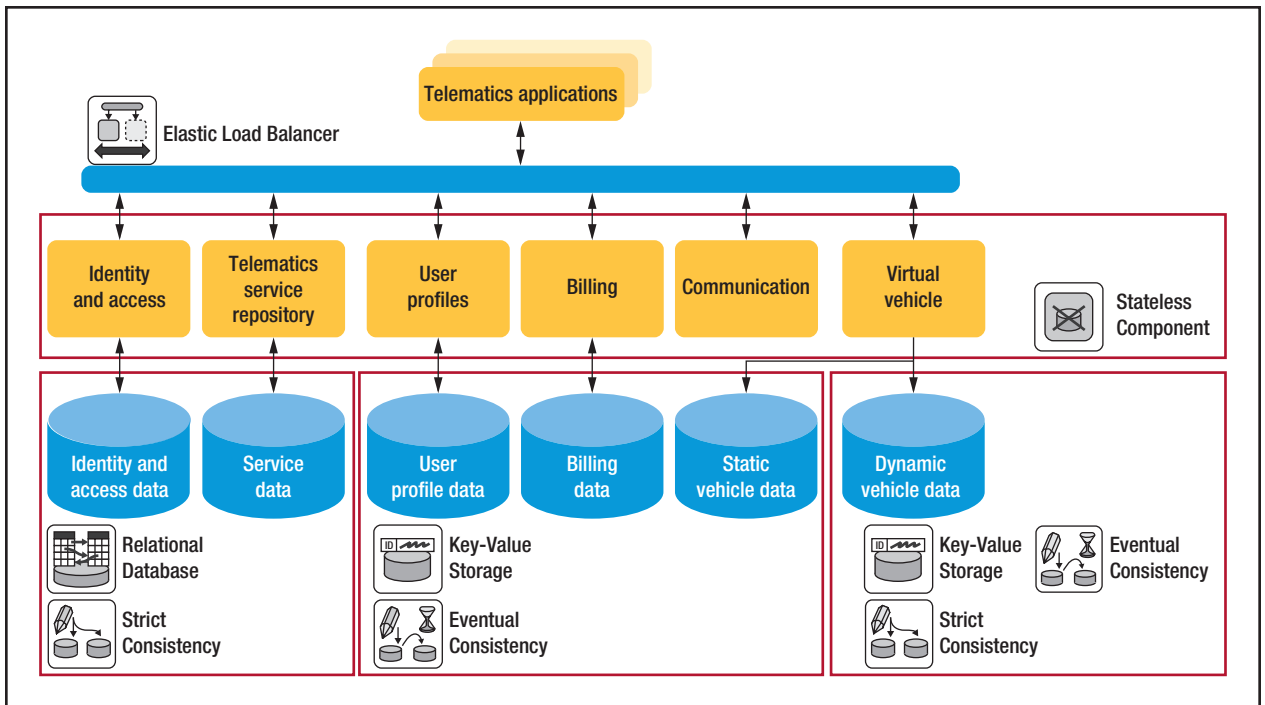 Telematics applications
Elastic Load Balancer
Identity
and access
Telematics
service
repository
User
profiles
Billing
Communication
Virtual
vehicle
Stateless
Component
Identity and
access data
Service
data
User
profile data
Billing
data
Static
vehicle data
Dynamic
vehicle data
Relational
Database
Strict
Consistency
ID
Key-Value
Storage
Eventual
Consistency
ID
Key-Value
Storage
Eventual
Consistency
Strict
Consistency